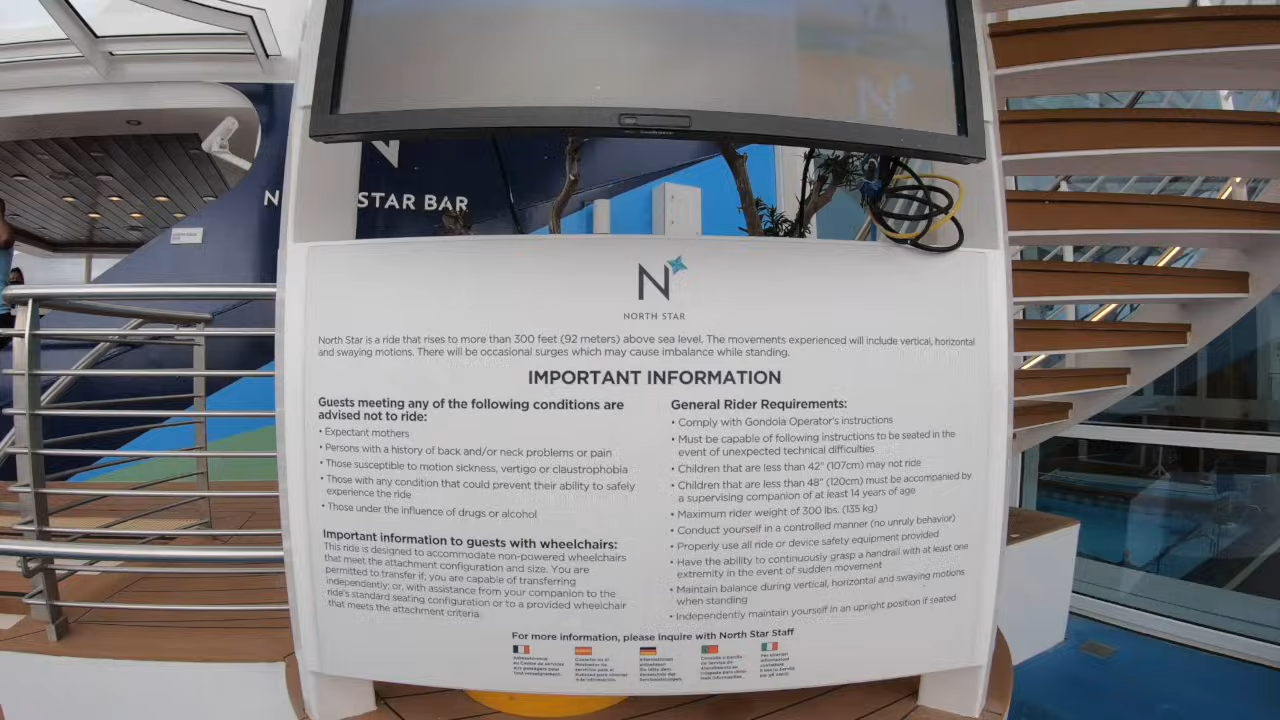 N
N STAR BAR
N
NORTH STAR
North Star is a ride that rises to more than 300 feet (92 meters) above sea level. The movements experienced will include vertical, horizontal
and swaying motions. There will be occasional surges which may cause imbalance while standing.
IMPORTANT INFORMATION
Guests meeting any of the following conditions are
advised not to ride:
• Expectant mothers
• Persons with a history of back and/or neck problems or pain
• Those susceptible to motion sickness, vertigo or claustrophobia
• Those with any condition that could prevent their ability to safely
experience the ride
• Those under the influence of drugs or alcohol
Important information to guests with wheelchairs:
This ride is designed to accommodate non-powered wheelchairs
that meet the attachment configuration and size. You are
permitted to transfer if; you are capable of transferring
independently; or, with assistance from your companion to the
ride's standard seating configuration or to a provided wheelchair
that meets the attachment criteria.
General Rider Requirements:
• Comply with Gondola Operator's instructions
• Must be capable of following instructions to be seated in the
event of unexpected technical difficulties
• Children that are less than 42" (107cm) may not ride
• Children that are less than 48" (120cm) must be accompanied by
a supervising companion of at least 14 years of age
• Maximum rider weight of 300 lbs. (135 kg)
• Conduct yourself in a controlled manner (no unruly behavior)
• Properly use all ride or device safety equipment provided
• Have the ability to continuously grasp a handrail with at least one
extremity in the event of sudden movement
• Maintain balance during vertical, horizontal and swaying motions
when standing
• Independently maintain yourself in an upright position if seated
For more information, please inquire with North Star Staff